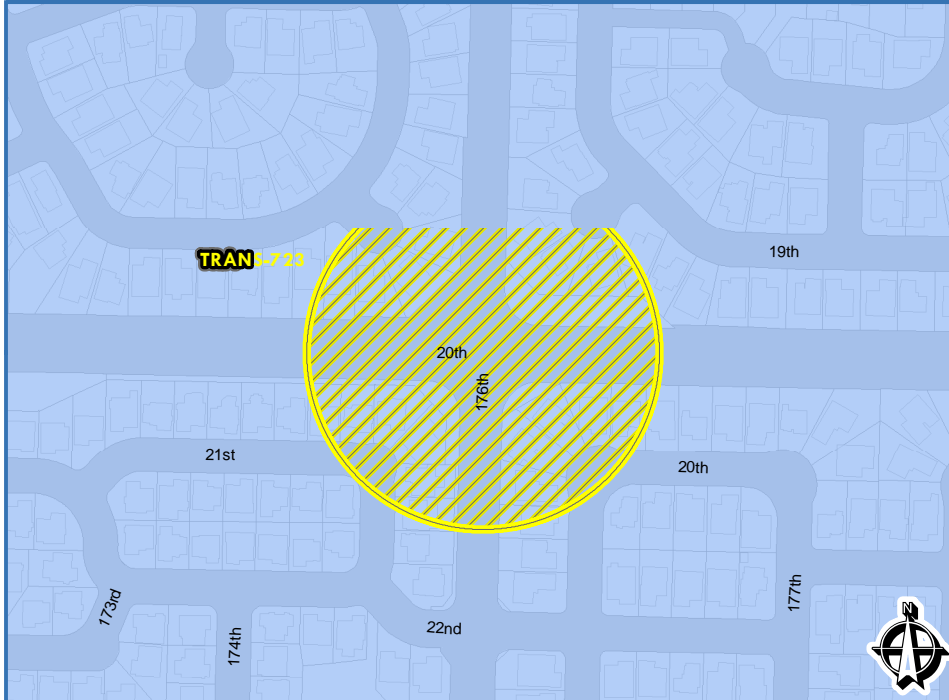 19th
TRANS-723
20th
176th
21st
20th
173rd
177th
22nd
174th
N